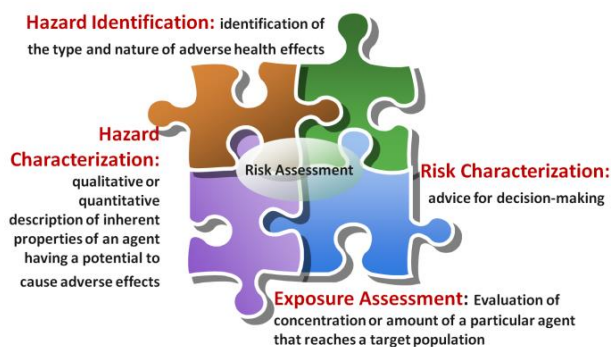 Hazard Identification: identification of
the type and nature of adverse health effects
Hazard
Characterization:
qualitative or
quantitative
description of inherent
properties of an agent
having a potential to
cause adverse effects
Risk Assessment
Risk Characterization:
advice for decision-making
Exposure Assessment: Evaluation of
concentration or amount of a particular agent
that reaches a target population